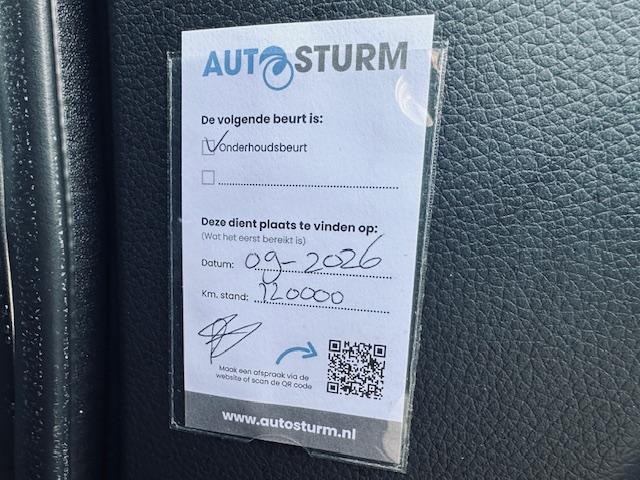 AUTOSTURM
De volgende beurt is:
Onderhoudsbeurt
Deze dient plaats te vinden op:
(Wat het eerst bereikt is)
Datum: 09-2026
Km. stand: 120000
Maak een afspraak via de
website of scan de QR code
www.autosturm.nl